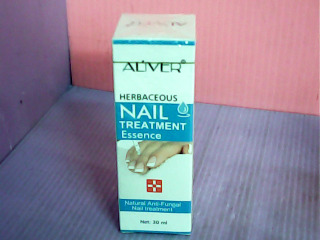 ALIVER®
HERBACEOUS
NAIL
TREATMENT
Essence
Natural Anti-Fungal
Nail treatment
Net: 30 ml